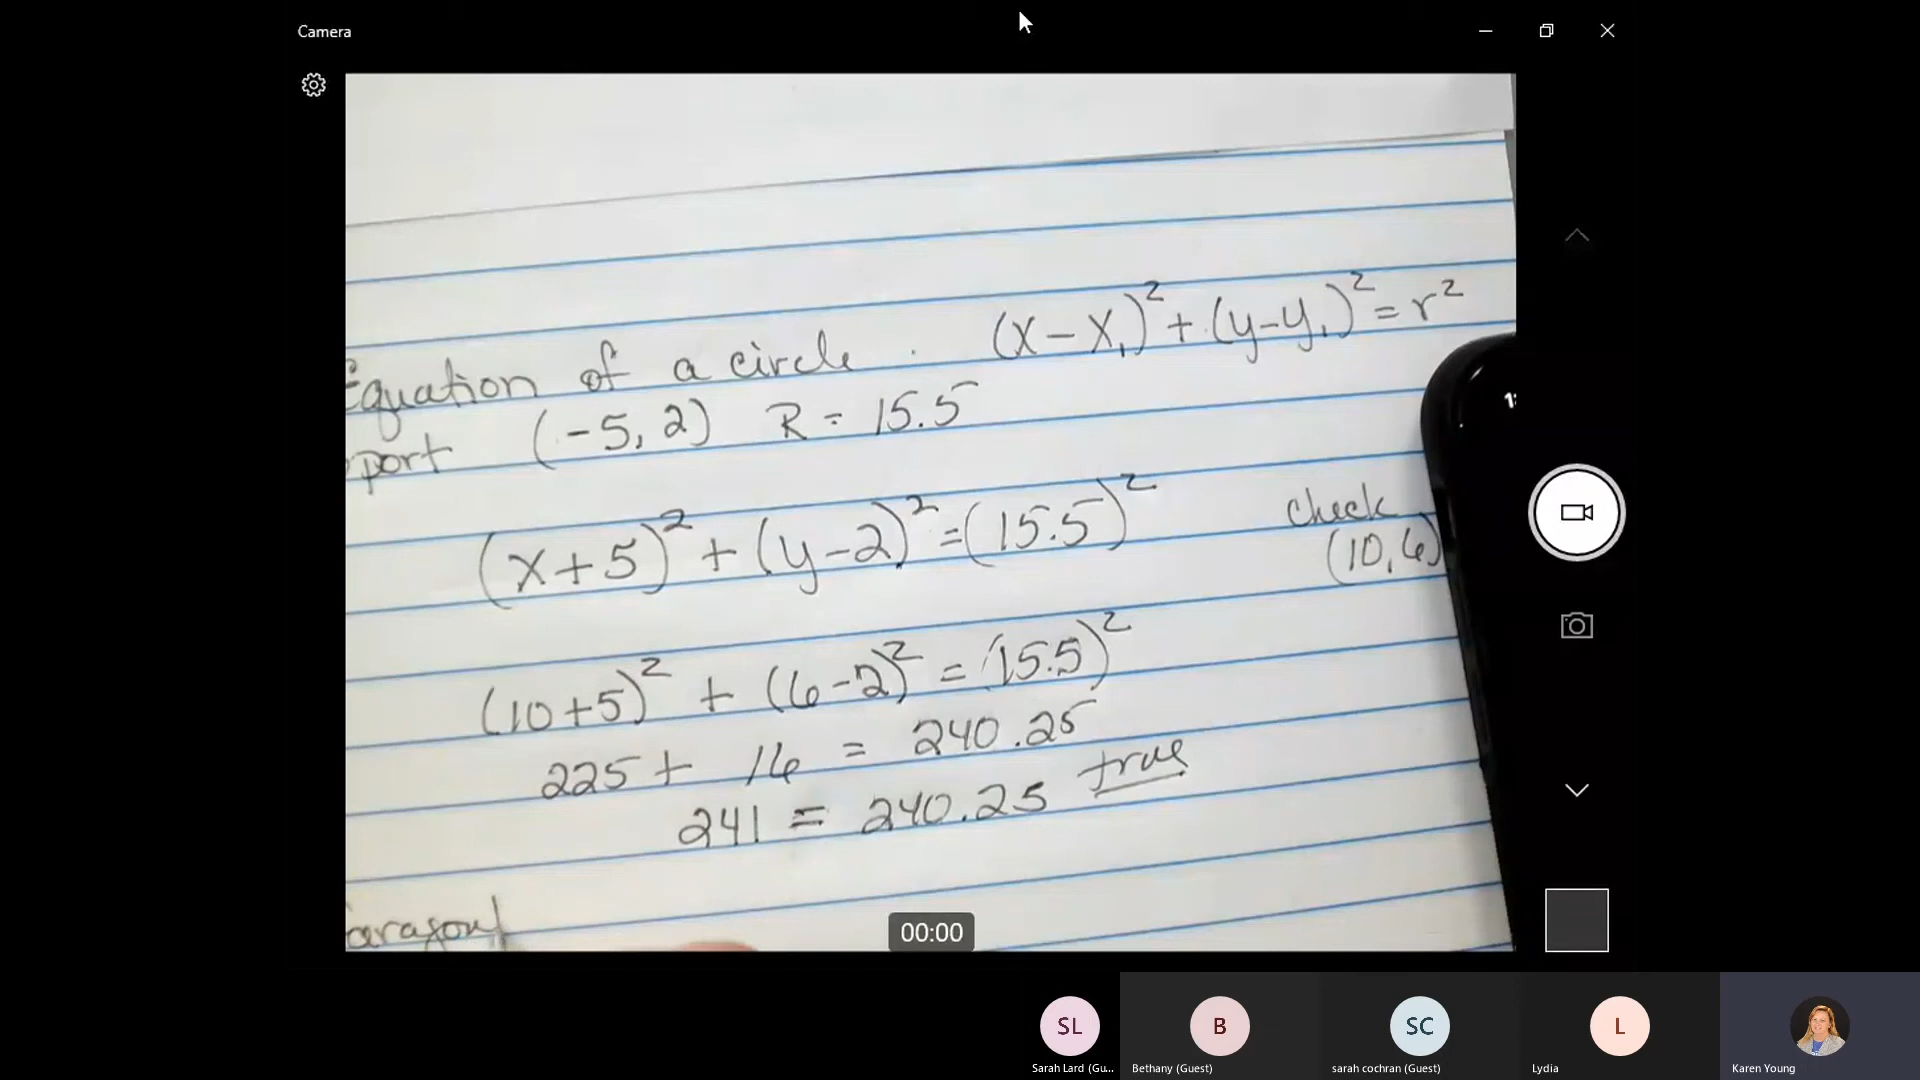 Camera
Equation of a circle. (x-x₁)²+(y-y₁)²=r²
port (-5,2) R = 15.5
(x+5)²+(y-2)²=(15.5)²
check
(10,6)
(10+5)² + (6-2)² = (15.5)²
225 + 16 = 240.25
241 = 240.25 true
aragon
00:00
SL B SC L
Sarah Lard (Gu... Bethany (Guest) sarah cochran (Guest) Lydia Karen Young